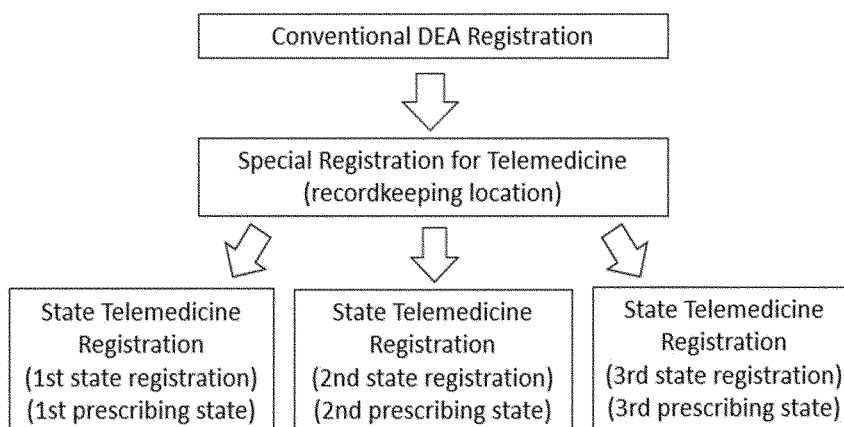 Conventional DEA Registration
Special Registration for Telemedicine
(recordkeeping location)
State Telemedicine
Registration
(1st state registration)
(1st prescribing state)
State Telemedicine
Registration
(2nd state registration)
(2nd prescribing state)
State Telemedicine
Registration
(3rd state registration)
(3rd prescribing state)